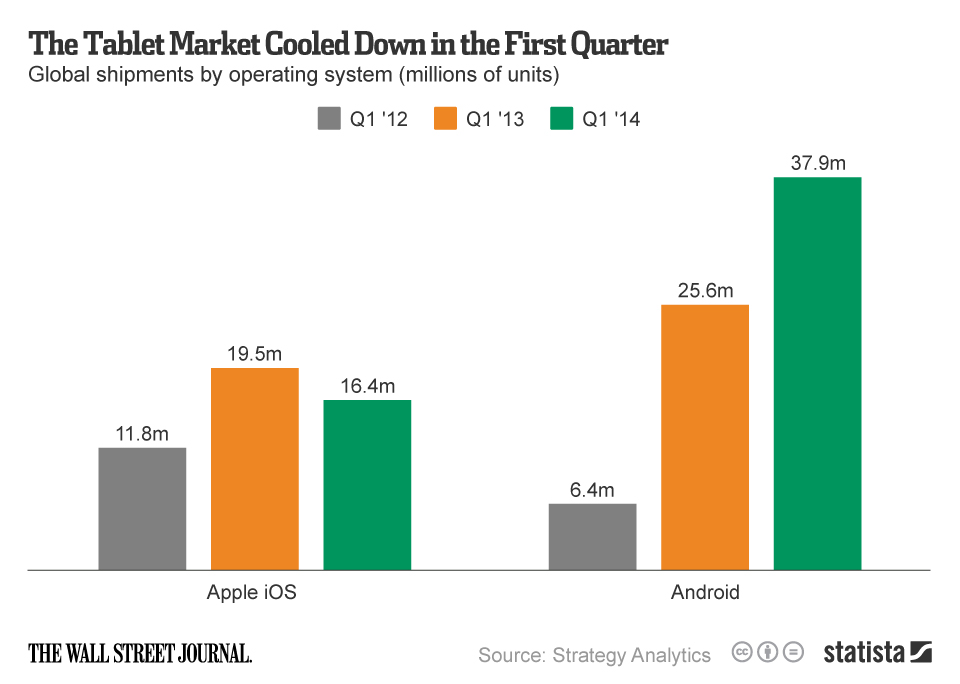 The Tablet Market Cooled Down in the First Quarter
Global shipments by operating system (millions of units)
Q1 '12 Q1 '13 Q1 '14
37.9m
25.6m
19.5m
16.4m
11.8m
6.4m
Apple iOS Android
THE WALL STREET JOURNAL.
Source: Strategy Analytics
cc
statista